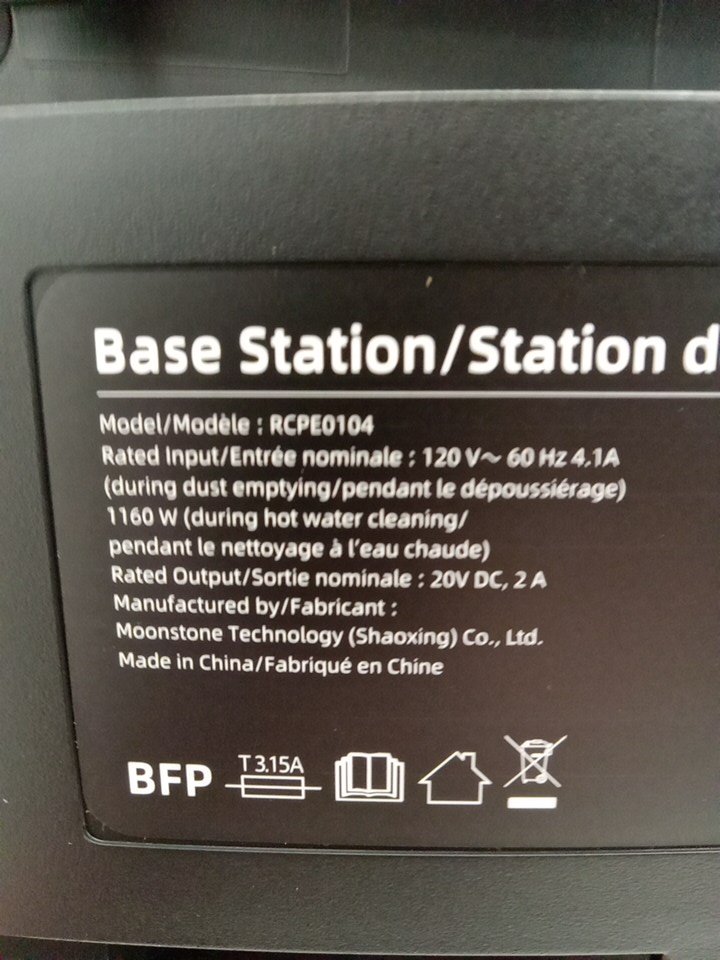 Base Station/Station d
Model/Modèle : RCPE0104
Rated Input/Entrée nominale : 120 V~ 60 Hz 4.1A
(during dust emptying/pendant le dépoussiérage)
1160 W (during hot water cleaning/
pendant le nettoyage à l'eau chaude)
Rated Output/Sortie nominale : 20V DC, 2 A
Manufactured by/Fabricant :
Moonstone Technology (Shaoxing) Co., Ltd.
Made in China/Fabriqué en Chine
BFP T 3.15A